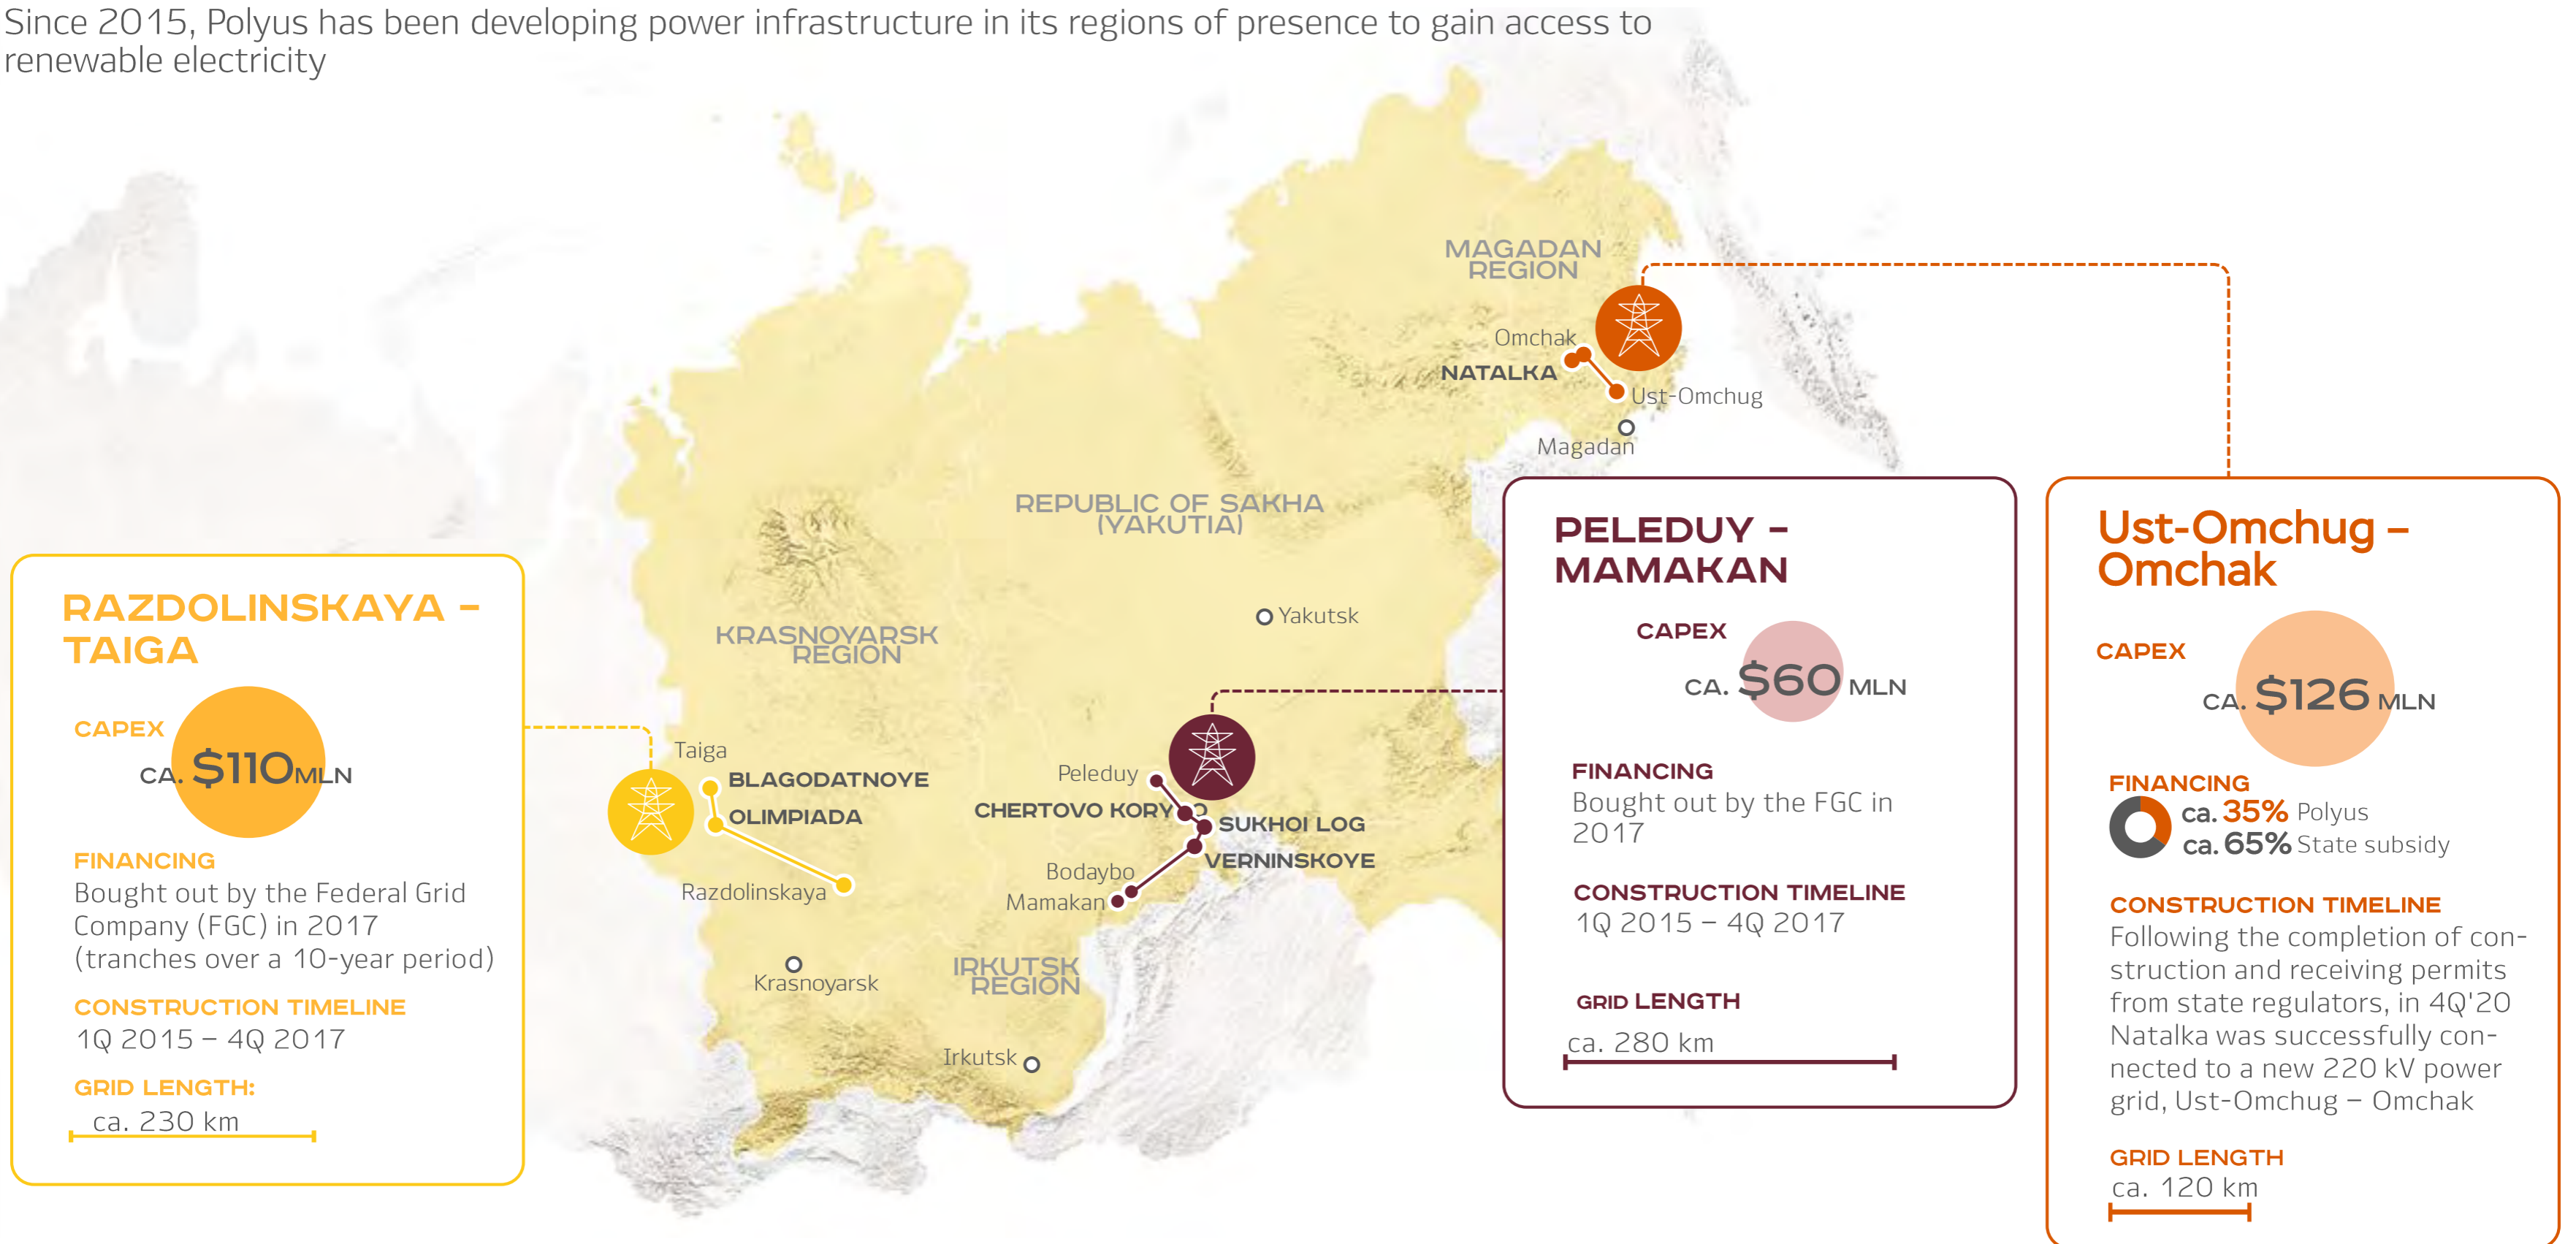 Since 2015, Polyus has been developing power infrastructure in its regions of presence to gain access to
renewable electricity
MAGADAN
REGION
Omchak
NATALKA
Ust-Omchug
Magadan
REPUBLIC OF SAKHA
(YAKUTIA)
Yakutsk
KRASNOYARSK
REGION
Taiga
BLAGODATNOYE
OLIMPIADA
Razdolinskaya
Krasnoyarsk
Peleduy
CHERTOVO KORYTO
SUKHOI LOG
VERNINSKOYE
Bodaybo
Mamakan
IRKUTSK
REGION
Irkutsk
RAZDOLINSKAYA –
TAIGA
CAPEX
CA. $110MLN
FINANCING
Bought out by the Federal Grid
Company (FGC) in 2017
(tranches over a 10-year period)
CONSTRUCTION TIMELINE
1Q 2015 – 4Q 2017
GRID LENGTH:
ca. 230 km
PELEDUY –
MAMAKAN
CAPEX
CA. $60 MLN
FINANCING
Bought out by the FGC in
2017
CONSTRUCTION TIMELINE
1Q 2015 – 4Q 2017
GRID LENGTH
ca. 280 km
Ust-Omchug –
Omchak
CAPEX
CA. $126 MLN
FINANCING
ca. 35% Polyus
ca. 65% State subsidy
CONSTRUCTION TIMELINE
Following the completion of con-
struction and receiving permits
from state regulators, in 4Q'20
Natalka was successfully con-
nected to a new 220 kV power
grid, Ust-Omchug – Omchak
GRID LENGTH
ca. 120 km